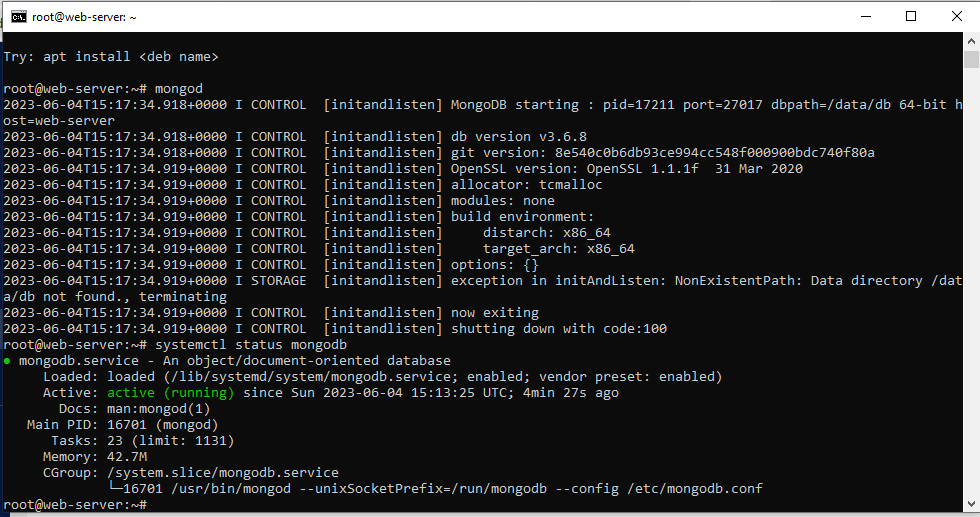 root@web-server: ~
Try: apt install <deb name>
root@web-server:~# mongod
2023-06-04T15:17:34.918+0000 I CONTROL  [initandlisten] MongoDB starting : pid=17211 port=27017 dbpath=/data/db 64-bit h
ost=web-server
2023-06-04T15:17:34.918+0000 I CONTROL  [initandlisten] db version v3.6.8
2023-06-04T15:17:34.918+0000 I CONTROL  [initandlisten] git version: 8e540c0b6db93ce994cc548f000900bdc740f80a
2023-06-04T15:17:34.919+0000 I CONTROL  [initandlisten] OpenSSL version: OpenSSL 1.1.1f  31 Mar 2020
2023-06-04T15:17:34.919+0000 I CONTROL  [initandlisten] allocator: tcmalloc
2023-06-04T15:17:34.919+0000 I CONTROL  [initandlisten] modules: none
2023-06-04T15:17:34.919+0000 I CONTROL  [initandlisten] build environment:
2023-06-04T15:17:34.919+0000 I CONTROL  [initandlisten]     distarch: x86_64
2023-06-04T15:17:34.919+0000 I CONTROL  [initandlisten]     target_arch: x86_64
2023-06-04T15:17:34.919+0000 I CONTROL  [initandlisten] options: {}
2023-06-04T15:17:34.919+0000 I STORAGE  [initandlisten] exception in initAndListen: NonExistentPath: Data directory /dat
a/db not found., terminating
2023-06-04T15:17:34.919+0000 I CONTROL  [initandlisten] now exiting
2023-06-04T15:17:34.919+0000 I CONTROL  [initandlisten] shutting down with code:100
root@web-server:~# systemctl status mongodb
● mongodb.service - An object/document-oriented database
     Loaded: loaded (/lib/systemd/system/mongodb.service; enabled; vendor preset: enabled)
     Active: active (running) since Sun 2023-06-04 15:13:25 UTC; 4min 27s ago
       Docs: man:mongod(1)
   Main PID: 16701 (mongod)
      Tasks: 23 (limit: 1131)
     Memory: 42.7M
     CGroup: /system.slice/mongodb.service
             └─16701 /usr/bin/mongod --unixSocketPrefix=/run/mongodb --config /etc/mongodb.conf
root@web-server:~#